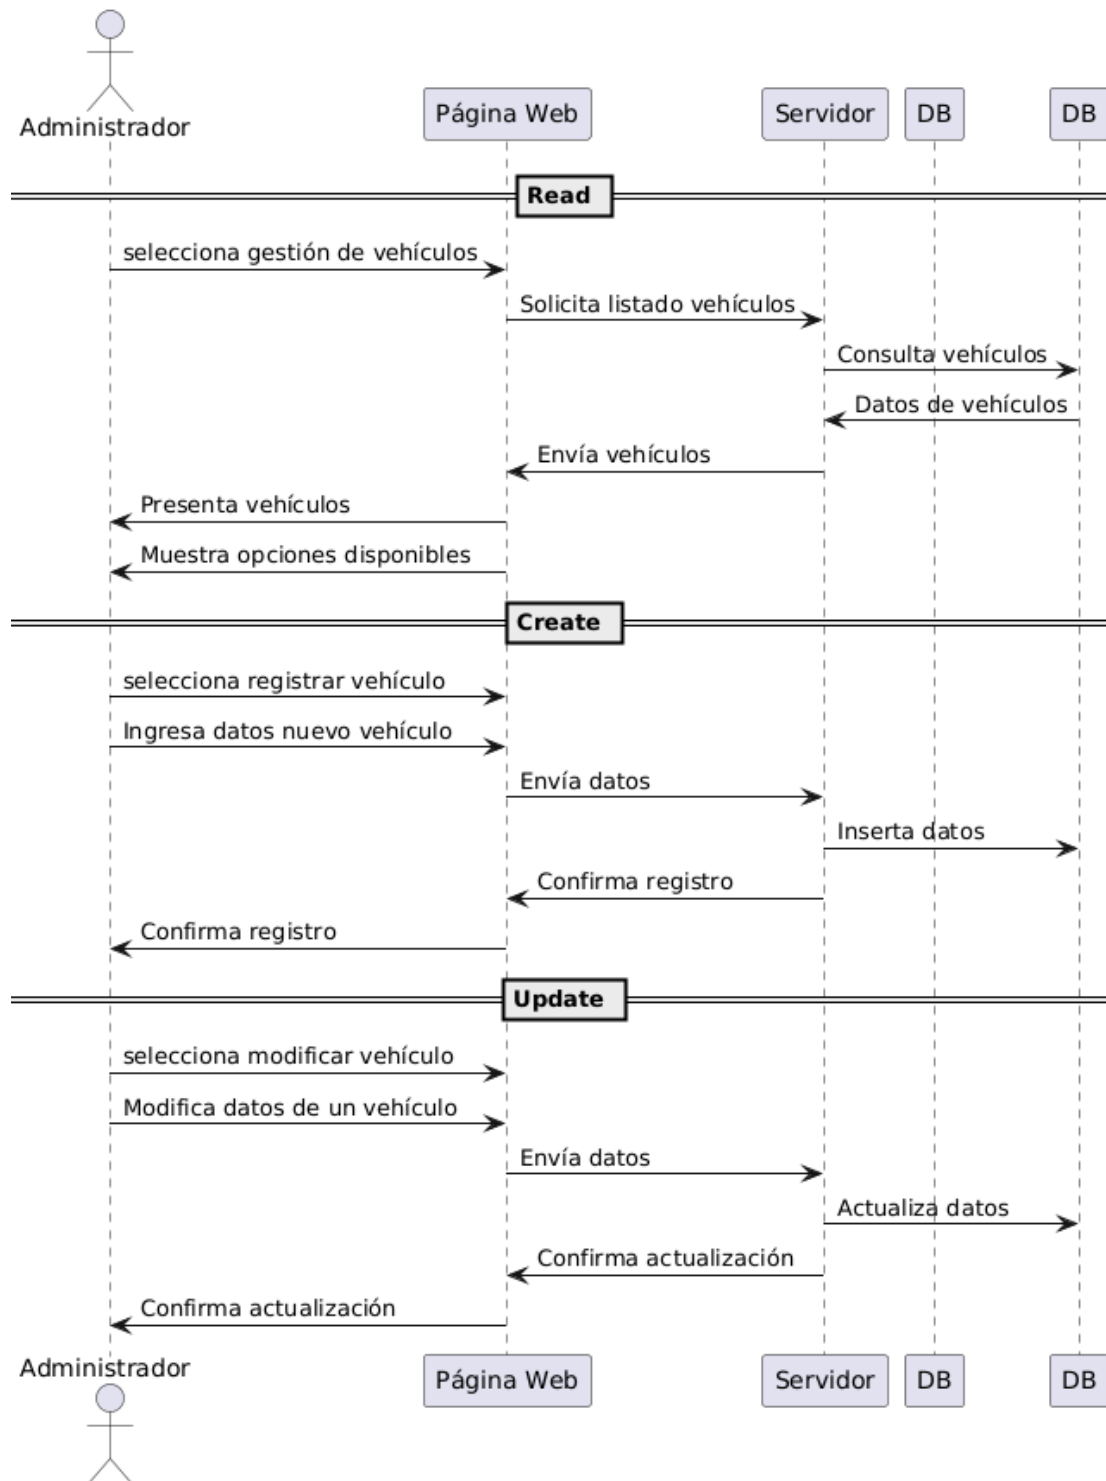 Administrador
Página Web
Servidor
DB
DB
Read
selecciona gestión de vehículos
Solicita listado vehículos
Consulta vehículos
Datos de vehículos
Envía vehículos
Presenta vehículos
Muestra opciones disponibles
Create
selecciona registrar vehículo
Ingresa datos nuevo vehículo
Envía datos
Inserta datos
Confirma registro
Confirma registro
Update
selecciona modificar vehículo
Modifica datos de un vehículo
Envía datos
Actualiza datos
Confirma actualización
Confirma actualización
Administrador
Página Web
Servidor
DB
DB